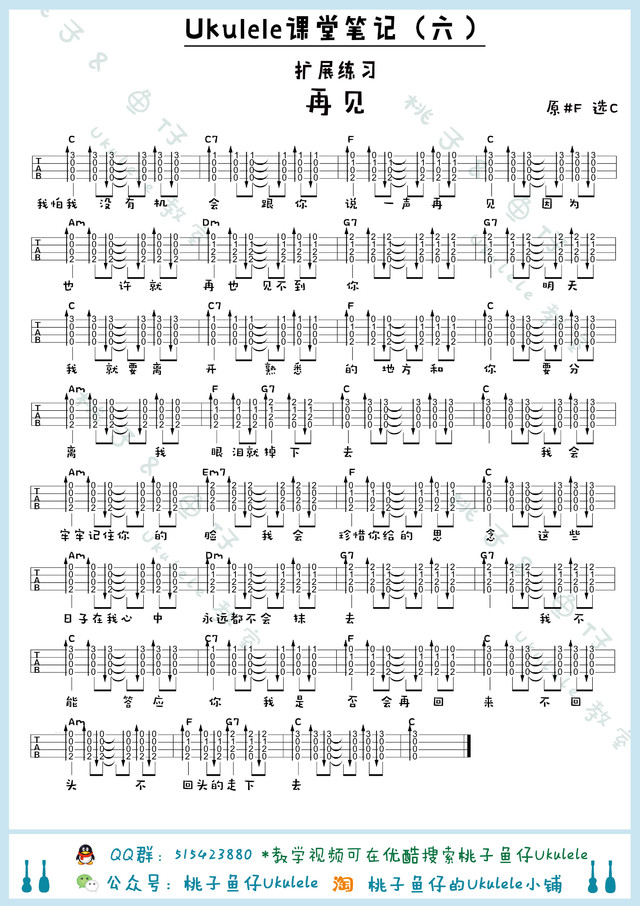 Ukulele课堂笔记（六）
扩展练习
再见
原#F 选C
C C7 F C
我怕我 没有机 会 跟你 说 一声再 见 因为
Am Dm G7 G7
也 许就 再也 见不到 你 明天
C C7 F C
我 就要离 开 熟悉 的 地方和 你 要分
Am F G7 C C
离 我 眼泪就掉下 去 我会
Am Em7 F C
牢牢记住你 的 脸 我会 珍惜你给的思 念 这些
Am Dm G7 G7
日子在我心 中 永远都不会 抹 去 我不
C C7 F C
能 答应 你 我是 否会再回 来 不回
Am F G7 C C
头 不 回头的走下 去
QQ群：515423880 *教学视频可在优酷搜索桃子鱼仔Ukulele
公众号：桃子鱼仔Ukulele 淘 桃子鱼仔的Ukulele小铺